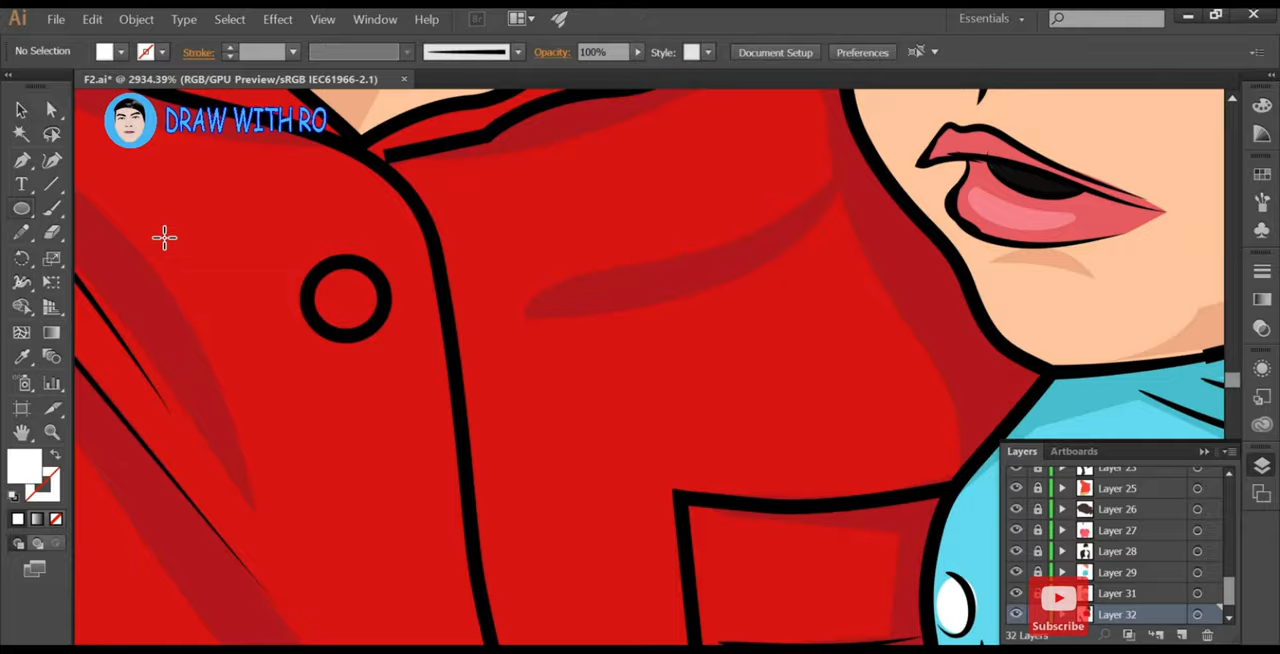 Ai File Edit Object Type Select Effect View Window Help Br Essentials
No Selection Stroke: Opacity: 100% Style: Document Setup Preferences
F2.ai* @ 2934.39% (RGB/GPU Preview/sRGB IEC61966-2.1) ×
DRAW WITH RO
T
Layers Artboards
Layer 25
Layer 26
Layer 27
Layer 28
Layer 29
Layer 31
Layer 32
Subscribe
32 Layers